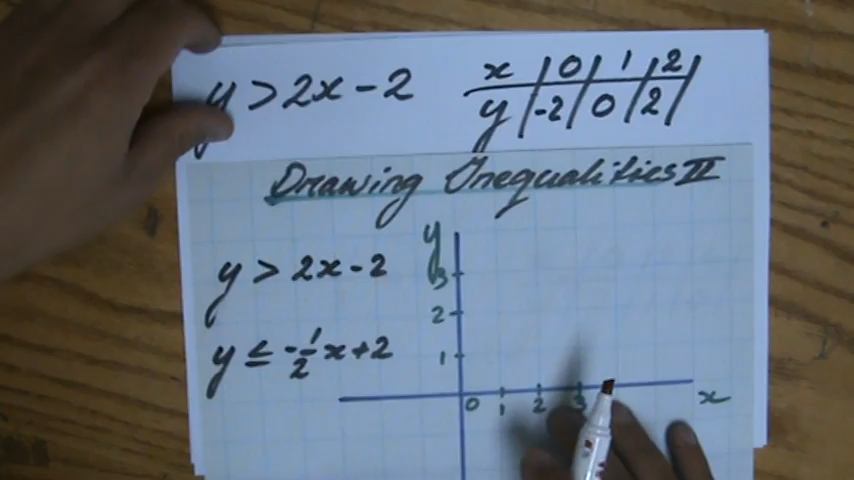 y > 2x - 2
x | 0 | 1 | 2
y | -2 | 0 | 2
Drawing Inequalities II
y > 2x - 2
y ≤ -1/2 x + 2
y
3
2
1
0 1 2 3
x